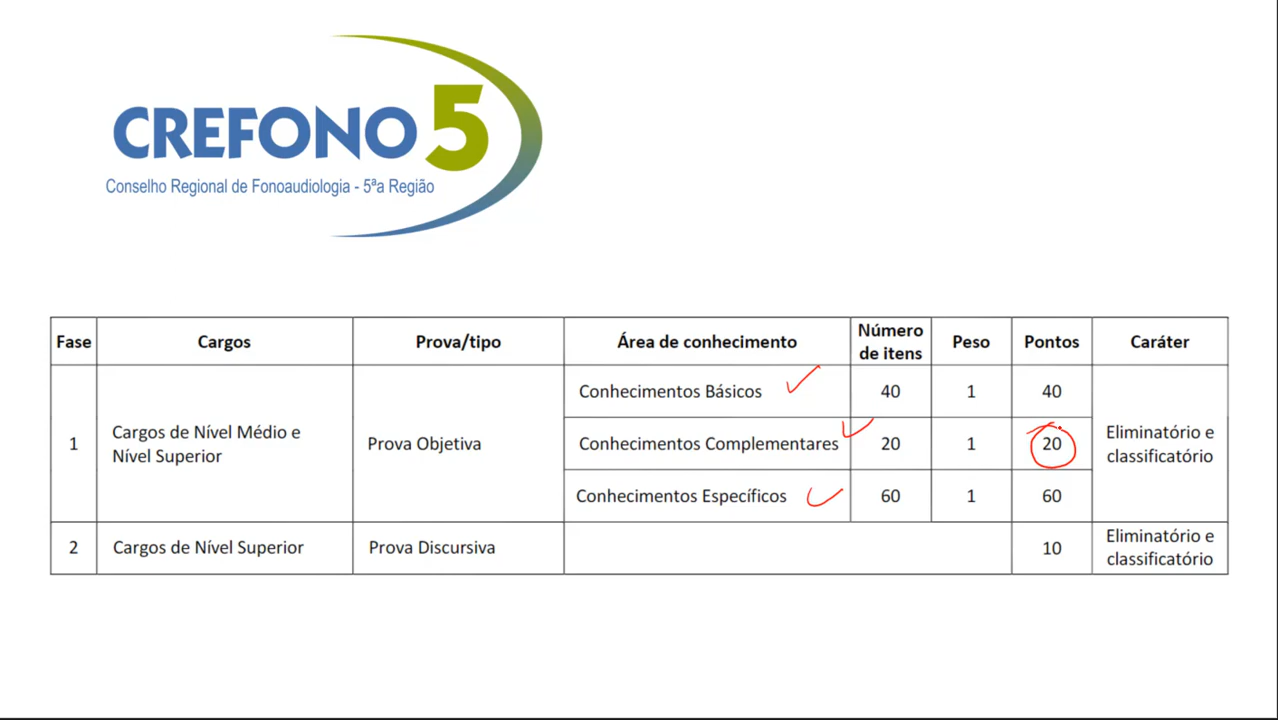 CREFONO 5
Conselho Regional de Fonoaudiologia - 5ªa Região
Fase Cargos Prova/tipo Área de conhecimento Número de itens Peso Pontos Caráter
1 Cargos de Nível Médio e Nível Superior Prova Objetiva Conhecimentos Básicos 40 1 40 Eliminatório e classificatório
Conhecimentos Complementares 20 1 20
Conhecimentos Específicos 60 1 60
2 Cargos de Nível Superior Prova Discursiva 10 Eliminatório e classificatório